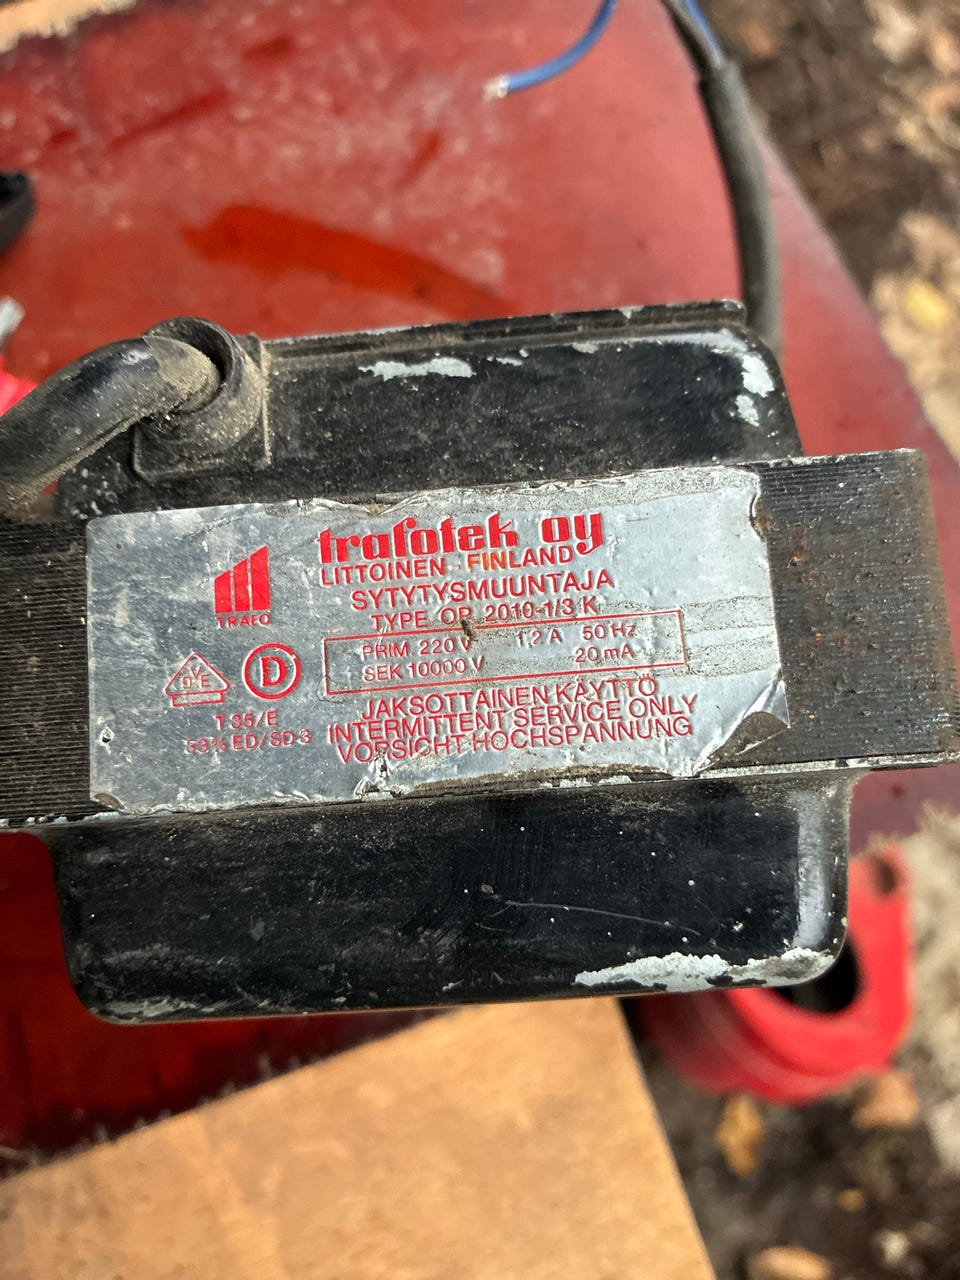 trafotek oy
LITTOINEN · FINLAND
SYTYTYSMUUNTAJA
TYPE OP 2010-1/3 K
PRIM. 220 V 1,2 A 50 HZ
SEK 10000 V 20 mA
JAKSOTTAINEN KÄYTTÖ
INTERMITTENT SERVICE ONLY
VORSICHT HOCHSPANNUNG
TRAFO
DVE
D
T 35/E
ED/SD 3